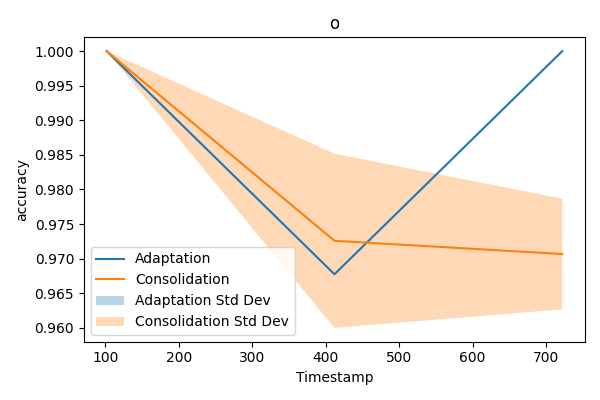 o
1.000
0.995
0.990
0.985
0.980
0.975
0.970
0.965
0.960
accuracy
Adaptation
Consolidation
Adaptation Std Dev
Consolidation Std Dev
100 200 300 400 500 600 700
Timestamp